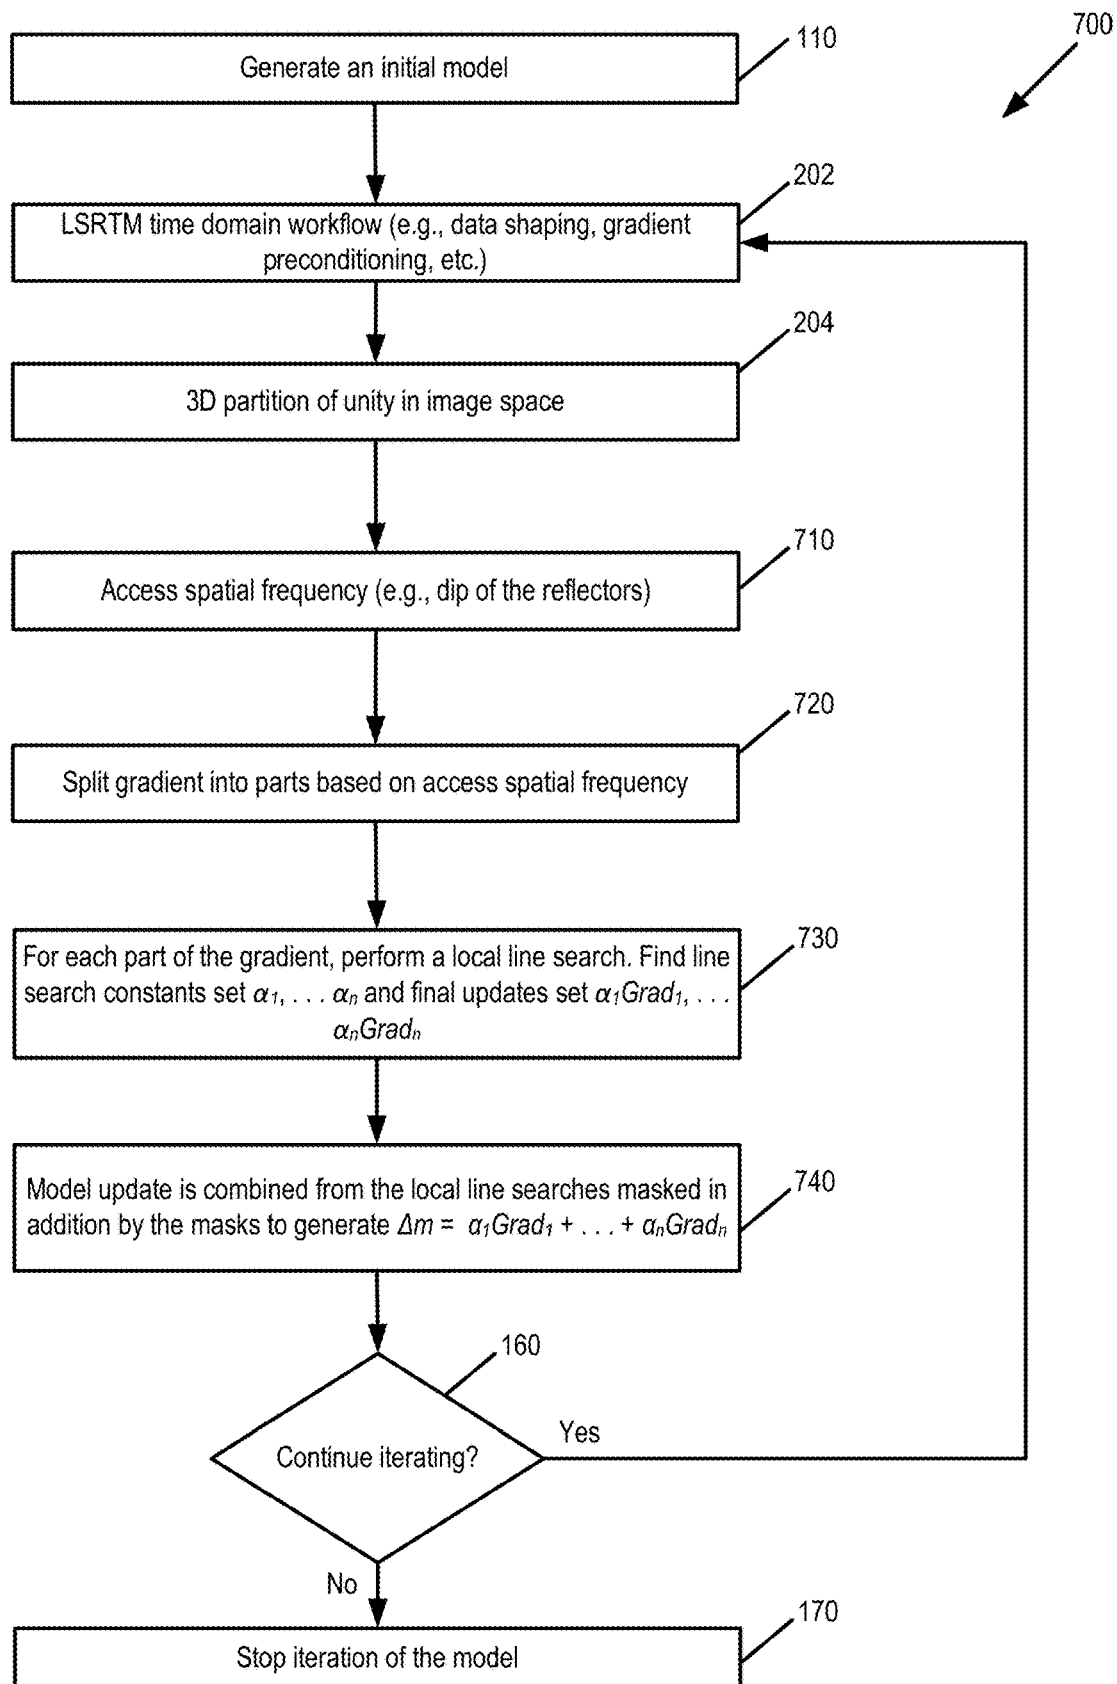 700
110
Generate an initial model
202
LSRTM time domain workflow (e.g., data shaping, gradient
preconditioning, etc.)
204
3D partition of unity in image space
710
Access spatial frequency (e.g., dip of the reflectors)
720
Split gradient into parts based on access spatial frequency
730
For each part of the gradient, perform a local line search. Find line
search constants set α₁, . . . αₙ and final updates set α₁Grad₁, . . .
αₙGradₙ
740
Model update is combined from the local line searches masked in
addition by the masks to generate Δm = α₁Grad₁ + . . . + αₙGradₙ
160
Continue iterating?
Yes
No
170
Stop iteration of the model